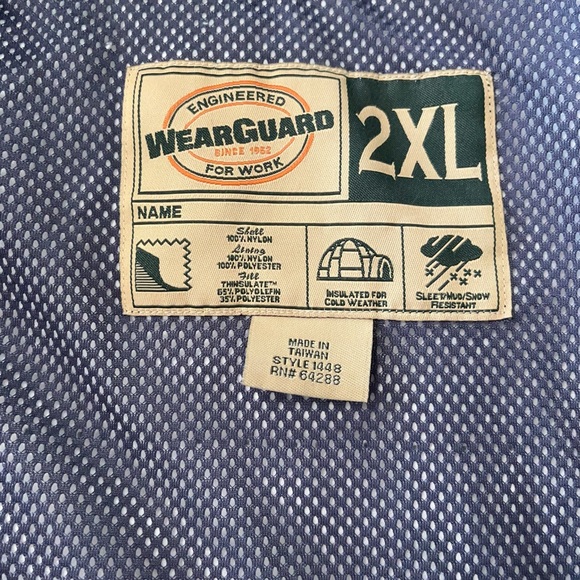 ENGINEERED
WEARGUARD
SINCE 1952
FOR WORK
2XL
NAME
Shell
100% NYLON
Lining
100% NYLON
100% POLYESTER
Fill
THINSULATE™
65% POLYOLEFIN
35% POLYESTER
INSULATED FOR
COLD WEATHER
SLEET/MUD/SNOW
RESISTANT
MADE IN
TAIWAN
STYLE 1448
RN# 64288